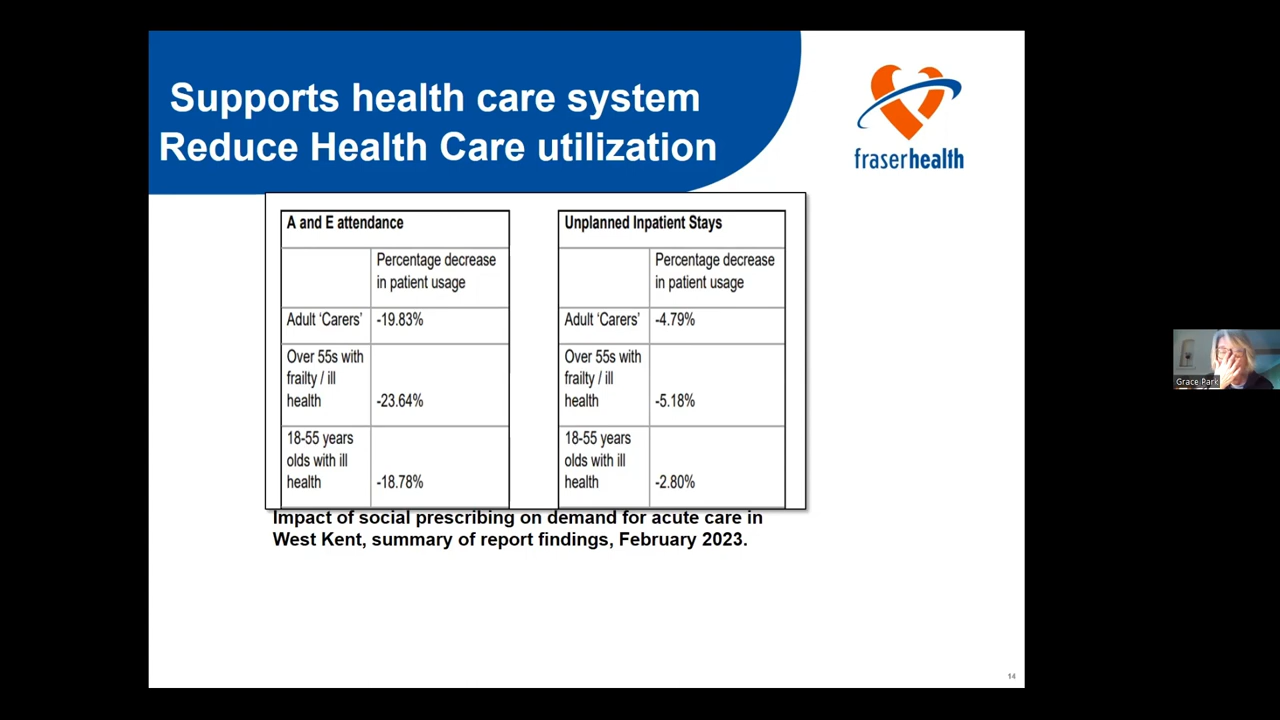 Supports health care system
Reduce Health Care utilization
fraserhealth
A and E attendance
Percentage decrease
in patient usage
Adult ‘Carers’ -19.83%
Over 55s with
frailty / ill
health -23.64%
18-55 years
olds with ill
health -18.78%
Unplanned Inpatient Stays
Percentage decrease
in patient usage
Adult ‘Carers’ -4.79%
Over 55s with
frailty / ill
health -5.18%
18-55 years
olds with ill
health -2.80%
Impact of social prescribing on demand for acute care in
West Kent, summary of report findings, February 2023.
14
Grace Park